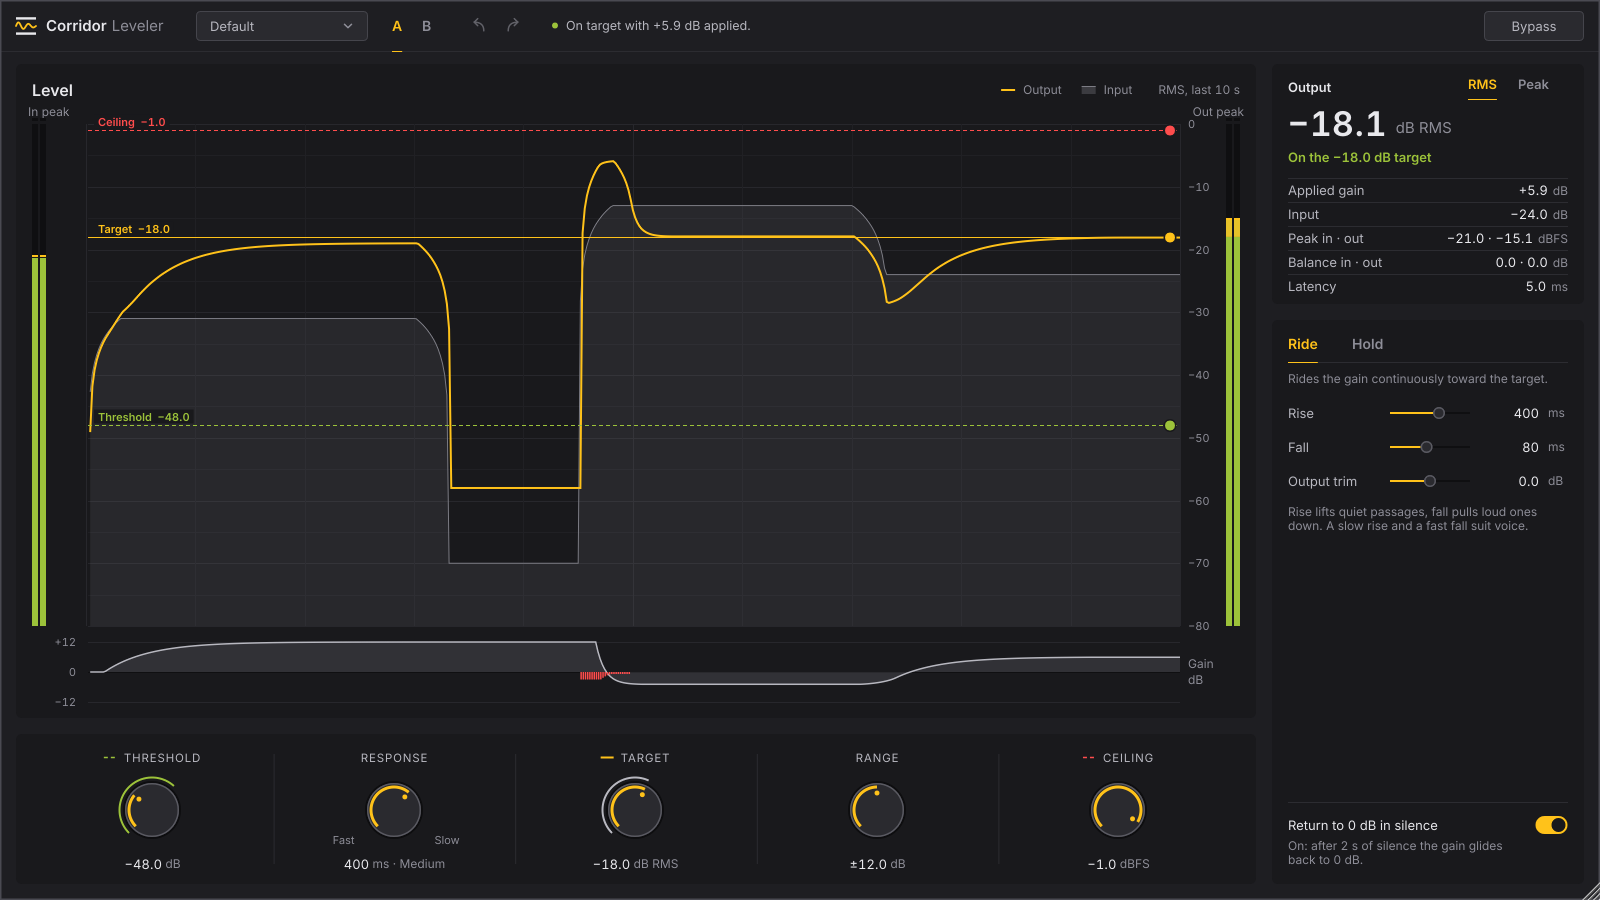 Corridor Leveler
Default
A B
On target with +5.9 dB applied.
Bypass
Level
Output Input RMS, last 10 s
In peak
Out peak
Ceiling −1.0
Target −18.0
Threshold −48.0
0
−10
−20
−30
−40
−50
−60
−70
−80
+12
0
−12
Gain
dB
THRESHOLD
−48.0 dB
RESPONSE
Fast Slow
400 ms · Medium
TARGET
−18.0 dB RMS
RANGE
±12.0 dB
CEILING
−1.0 dBFS
Output RMS Peak
−18.1 dB RMS
On the −18.0 dB target
Applied gain +5.9 dB
Input −24.0 dB
Peak in · out −21.0 · −15.1 dBFS
Balance in · out 0.0 · 0.0 dB
Latency 5.0 ms
Ride Hold
Rides the gain continuously toward the target.
Rise 400 ms
Fall 80 ms
Output trim 0.0 dB
Rise lifts quiet passages, fall pulls loud ones
down. A slow rise and a fast fall suit voice.
Return to 0 dB in silence
On: after 2 s of silence the gain glides
back to 0 dB.